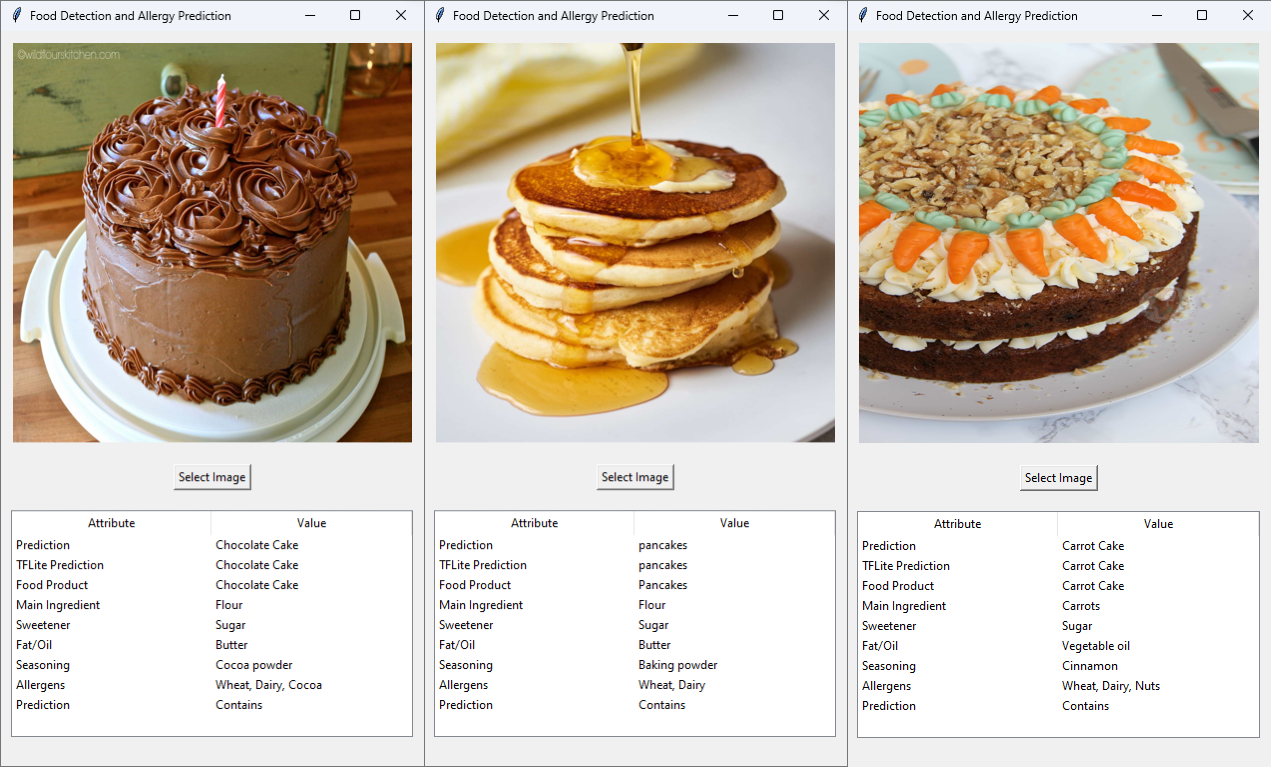 Food Detection and Allergy Prediction
©wildflourskitchen.com
Select Image
Attribute Value
Prediction Chocolate Cake
TFLite Prediction Chocolate Cake
Food Product Chocolate Cake
Main Ingredient Flour
Sweetener Sugar
Fat/Oil Butter
Seasoning Cocoa powder
Allergens Wheat, Dairy, Cocoa
Prediction Contains
Food Detection and Allergy Prediction
Select Image
Attribute Value
Prediction pancakes
TFLite Prediction pancakes
Food Product Pancakes
Main Ingredient Flour
Sweetener Sugar
Fat/Oil Butter
Seasoning Baking powder
Allergens Wheat, Dairy
Prediction Contains
Food Detection and Allergy Prediction
Select Image
Attribute Value
Prediction Carrot Cake
TFLite Prediction Carrot Cake
Food Product Carrot Cake
Main Ingredient Carrots
Sweetener Sugar
Fat/Oil Vegetable oil
Seasoning Cinnamon
Allergens Wheat, Dairy, Nuts
Prediction Contains